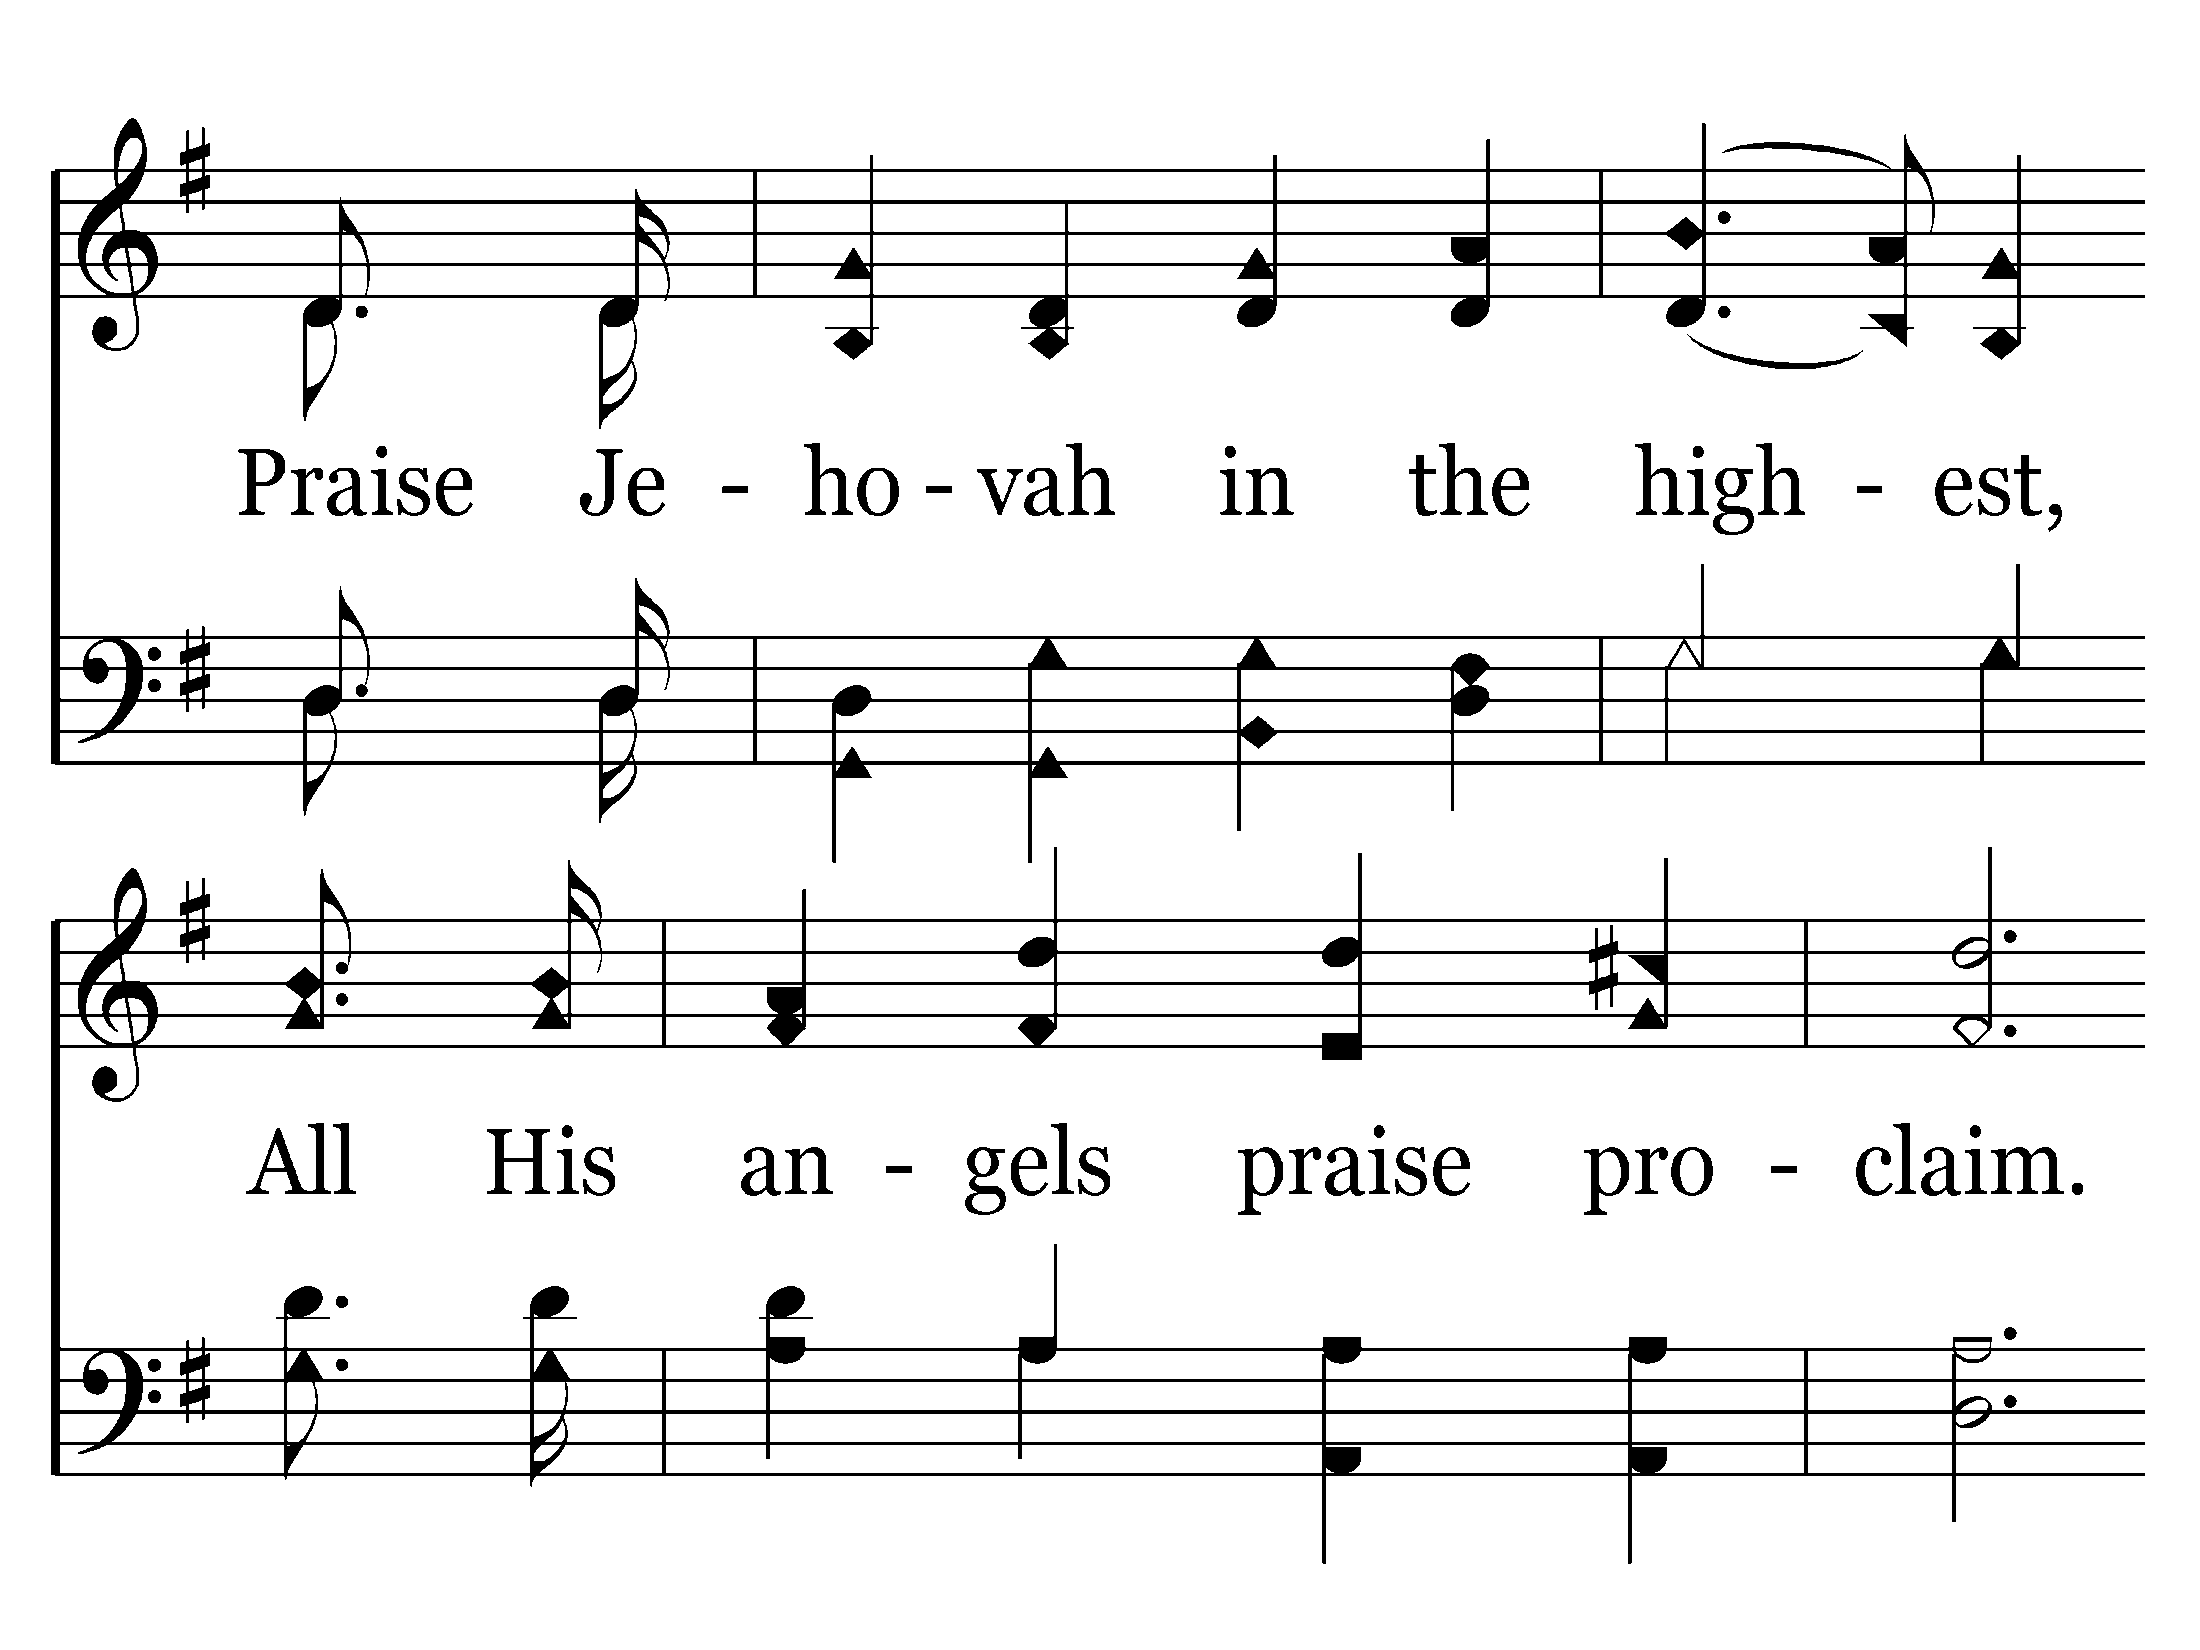 Praise Je - ho - vah in the high - est,
All His an - gels praise pro - claim.